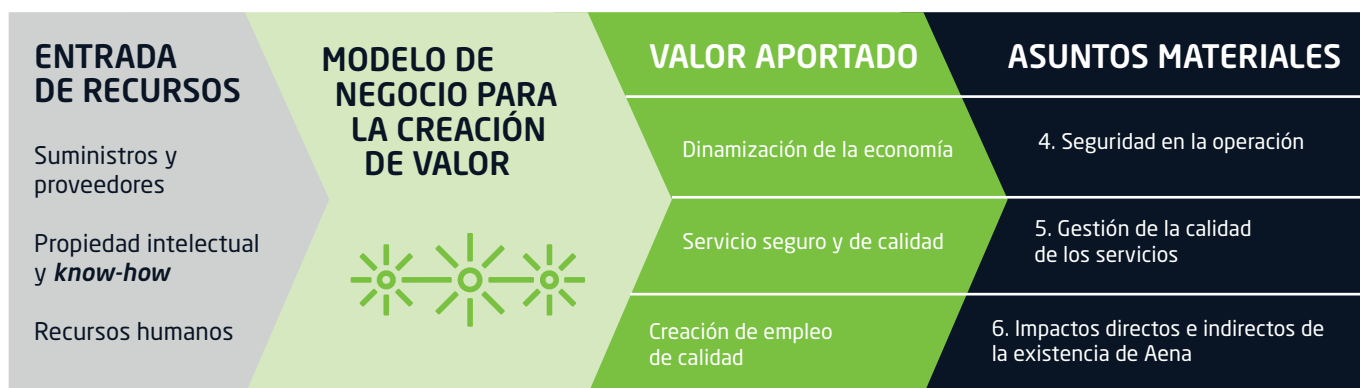 ENTRADA
DE RECURSOS
Suministros y
proveedores
Propiedad intelectual
y know-how
Recursos humanos
MODELO DE
NEGOCIO PARA
LA CREACIÓN
DE VALOR
VALOR APORTADO
Dinamización de la economía
Servicio seguro y de calidad
Creación de empleo
de calidad
ASUNTOS MATERIALES
4. Seguridad en la operación
5. Gestión de la calidad
de los servicios
6. Impactos directos e indirectos de
la existencia de Aena